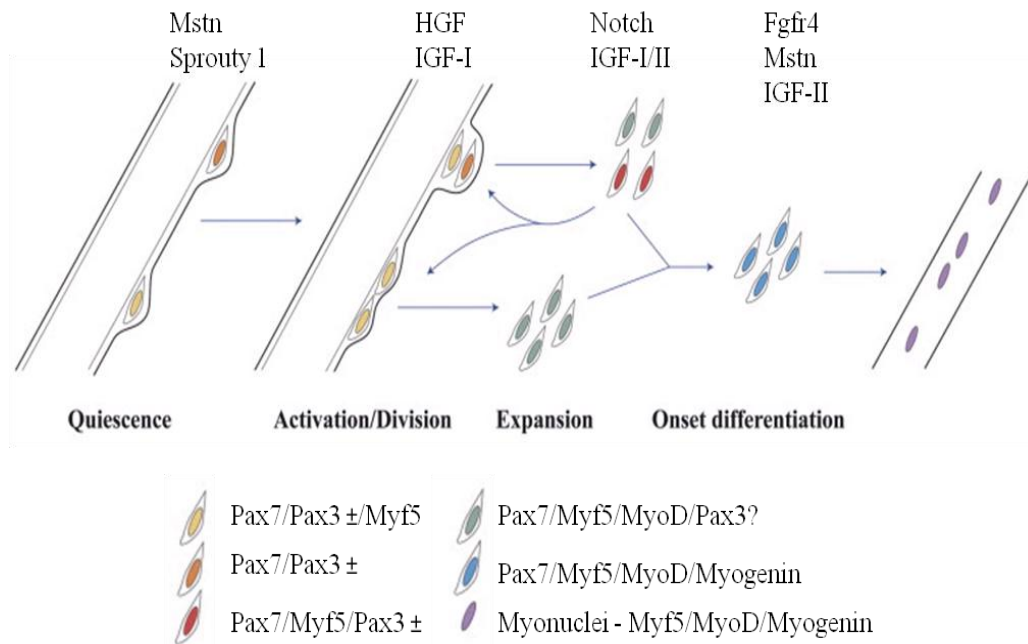 Mstn HGF Notch Fgfr4
Sprouty 1 IGF-I IGF-I/II Mstn
IGF-II
Quiescence Activation/Division Expansion Onset differentiation
Pax7/Pax3 ±/Myf5 Pax7/Myf5/MyoD/Pax3?
Pax7/Pax3 ± Pax7/Myf5/MyoD/Myogenin
Pax7/Myf5/Pax3 ± Myonuclei - Myf5/MyoD/Myogenin